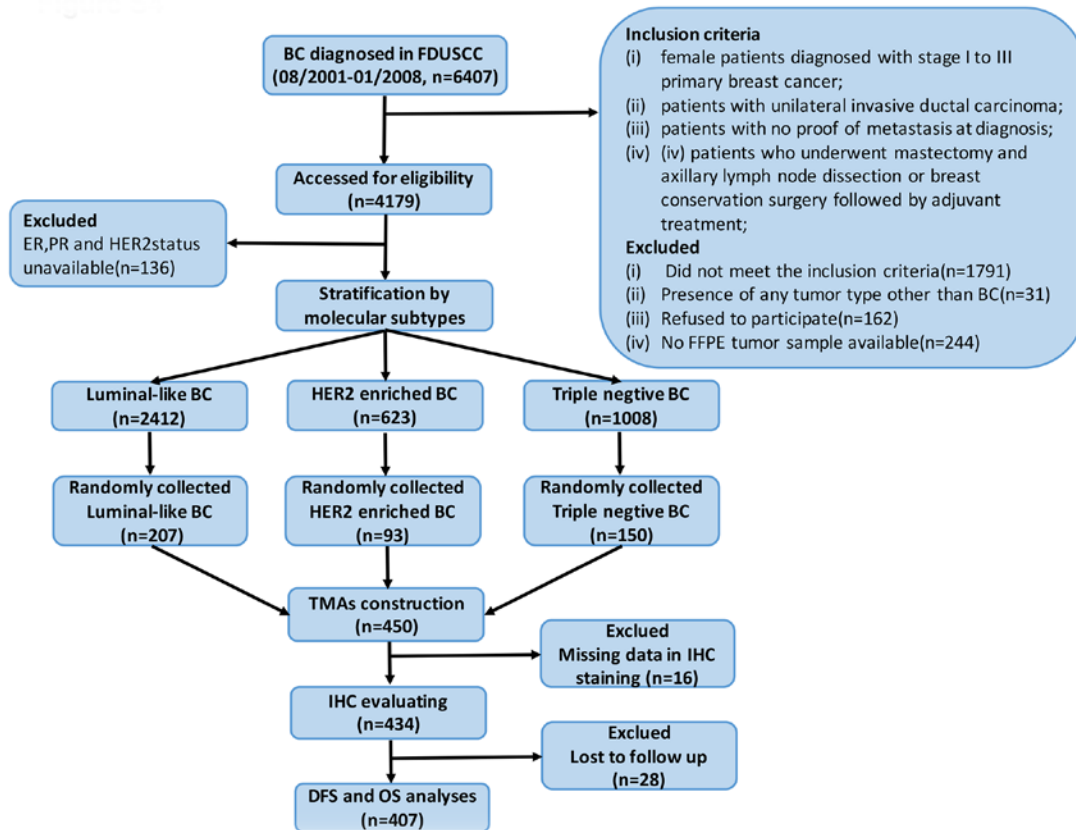 BC diagnosed in FDUSCC
(08/2001-01/2008, n=6407)
Inclusion criteria
(i) female patients diagnosed with stage I to III
primary breast cancer;
(ii) patients with unilateral invasive ductal carcinoma;
(iii) patients with no proof of metastasis at diagnosis;
(iv) (iv) patients who underwent mastectomy and
axillary lymph node dissection or breast
conservation surgery followed by adjuvant
treatment;
Excluded
(i) Did not meet the inclusion criteria(n=1791)
(ii) Presence of any tumor type other than BC(n=31)
(iii) Refused to participate(n=162)
(iv) No FFPE tumor sample available(n=244)
Accessed for eligibility
(n=4179)
Excluded
ER,PR and HER2status
unavailable(n=136)
Stratification by
molecular subtypes
Luminal-like BC
(n=2412)
HER2 enriched BC
(n=623)
Triple negtive BC
(n=1008)
Randomly collected
Luminal-like BC
(n=207)
Randomly collected
HER2 enriched BC
(n=93)
Randomly collected
Triple negtive BC
(n=150)
TMAs construction
(n=450)
Exclued
Missing data in IHC
staining (n=16)
IHC evaluating
(n=434)
Exclued
Lost to follow up
(n=28)
DFS and OS analyses
(n=407)